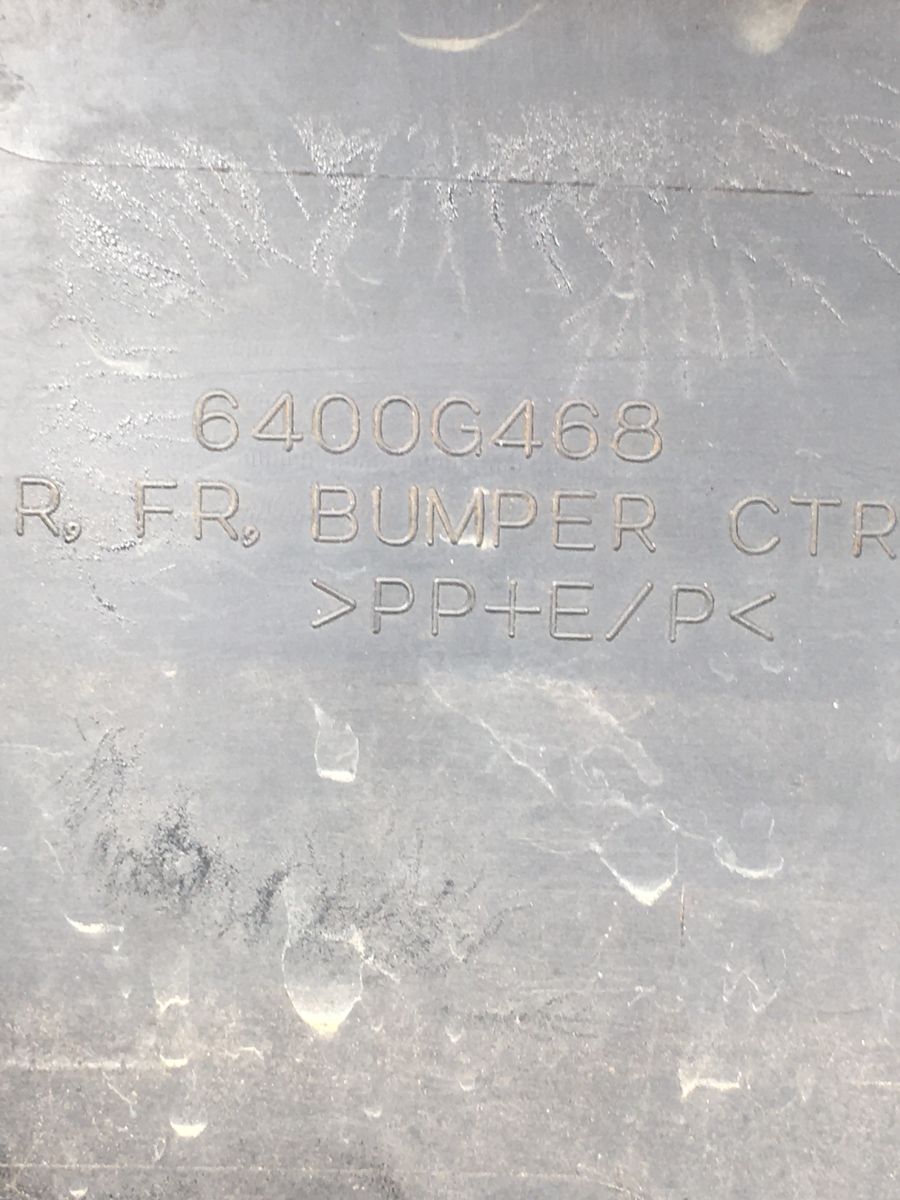 6400G468
R, FR, BUMPER CTR
>PP+E/P<